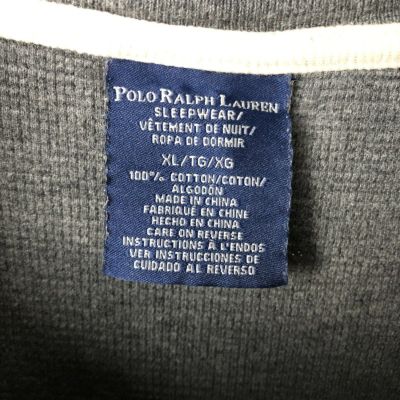 POLO RALPH LAUREN
SLEEPWEAR/
VÊTEMENT DE NUIT/
ROPA DE DORMIR
XL/TG/XG
100% COTTON/COTON/
ALGODÓN
MADE IN CHINA
FABRIQUÉ EN CHINE
HECHO EN CHINA
CARE ON REVERSE
INSTRUCTIONS À L'ENDOS
VER INSTRUCCIONES DE
CUIDADO AL REVERSO